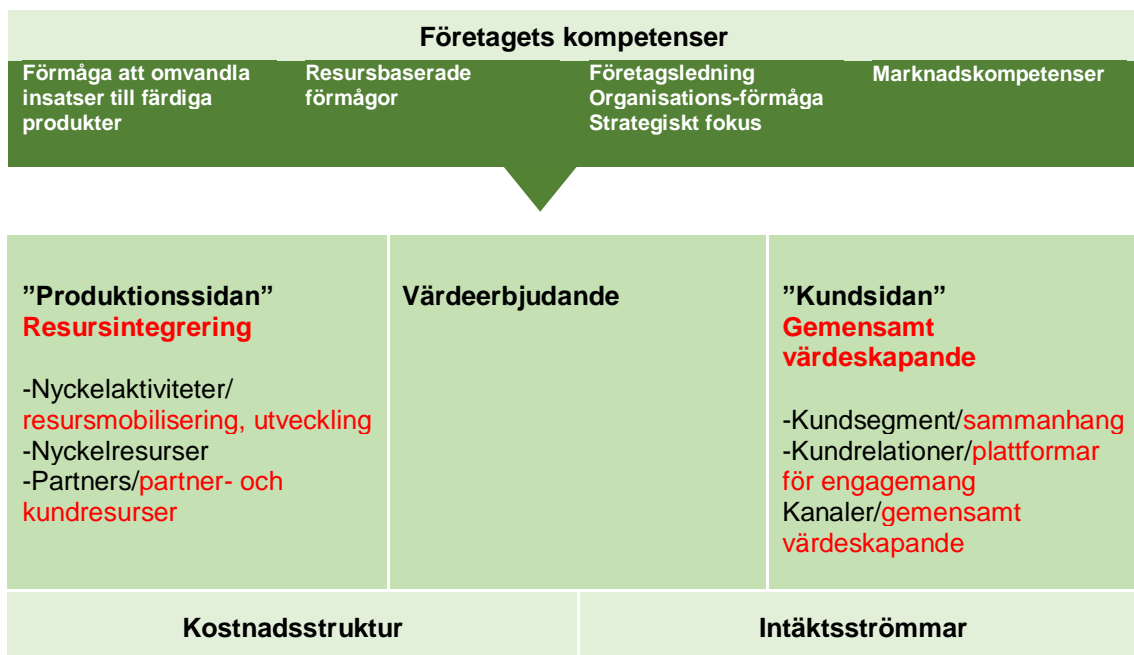 Företagets kompetenser
Förmåga att omvandla
insatser till färdiga
produkter
Resursbaserade
förmågor
Företagsledning
Organisations-förmåga
Strategiskt fokus
Marknadskompetenser
”Produktionssidan”
Resursintegrering
-Nyckelaktiviteter/
resursmobilisering, utveckling
-Nyckelresurser
-Partners/partner- och
kundresurser
Värdeerbjudande
”Kundsidan”
Gemensamt
värdeskapande
-Kundsegment/sammanhang
-Kundrelationer/plattformar
för engagemang
Kanaler/gemensamt
värdeskapande
Kostnadsstruktur
Intäktsströmmar